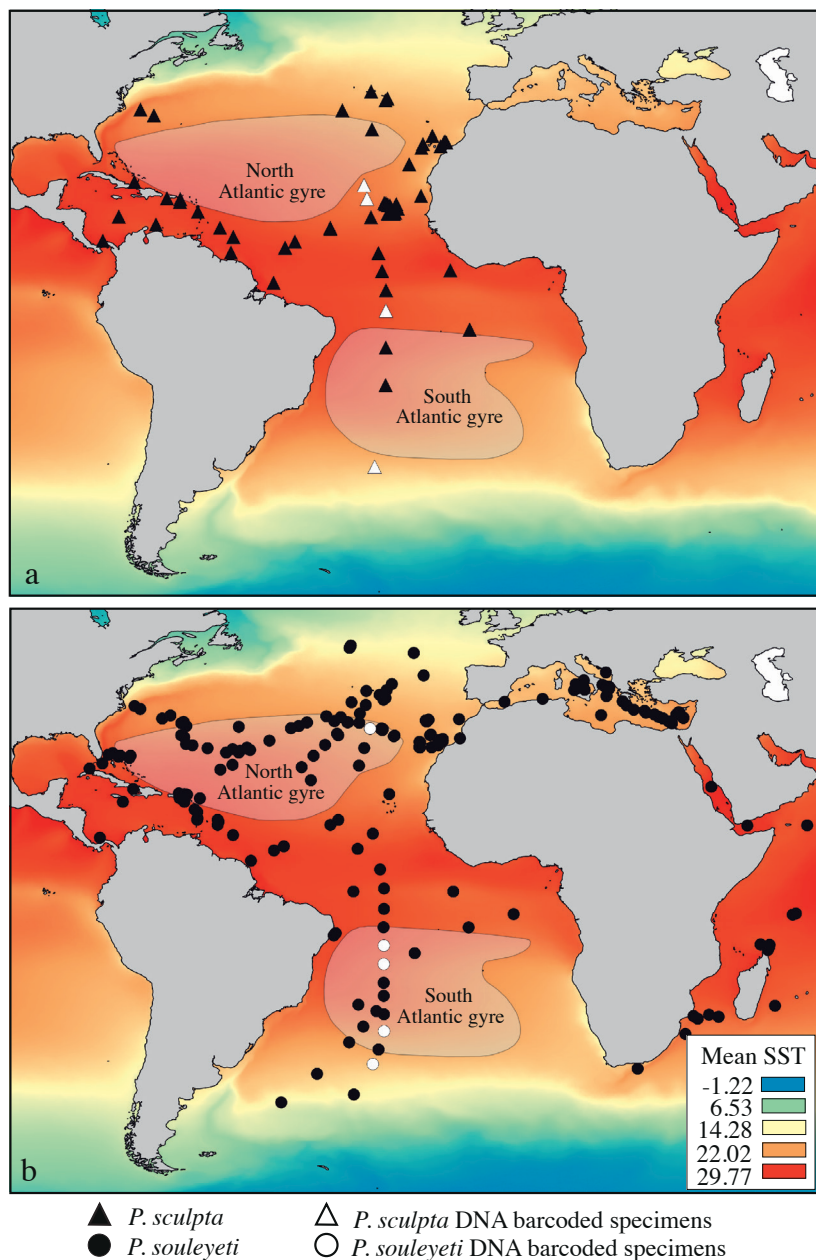 North
Atlantic gyre
South
Atlantic gyre
a
North
Atlantic gyre
South
Atlantic gyre
Mean SST
-1.22
6.53
14.28
22.02
29.77
b
P. sculpta P. sculpta DNA barcoded specimens
P. souleyeti P. souleyeti DNA barcoded specimens